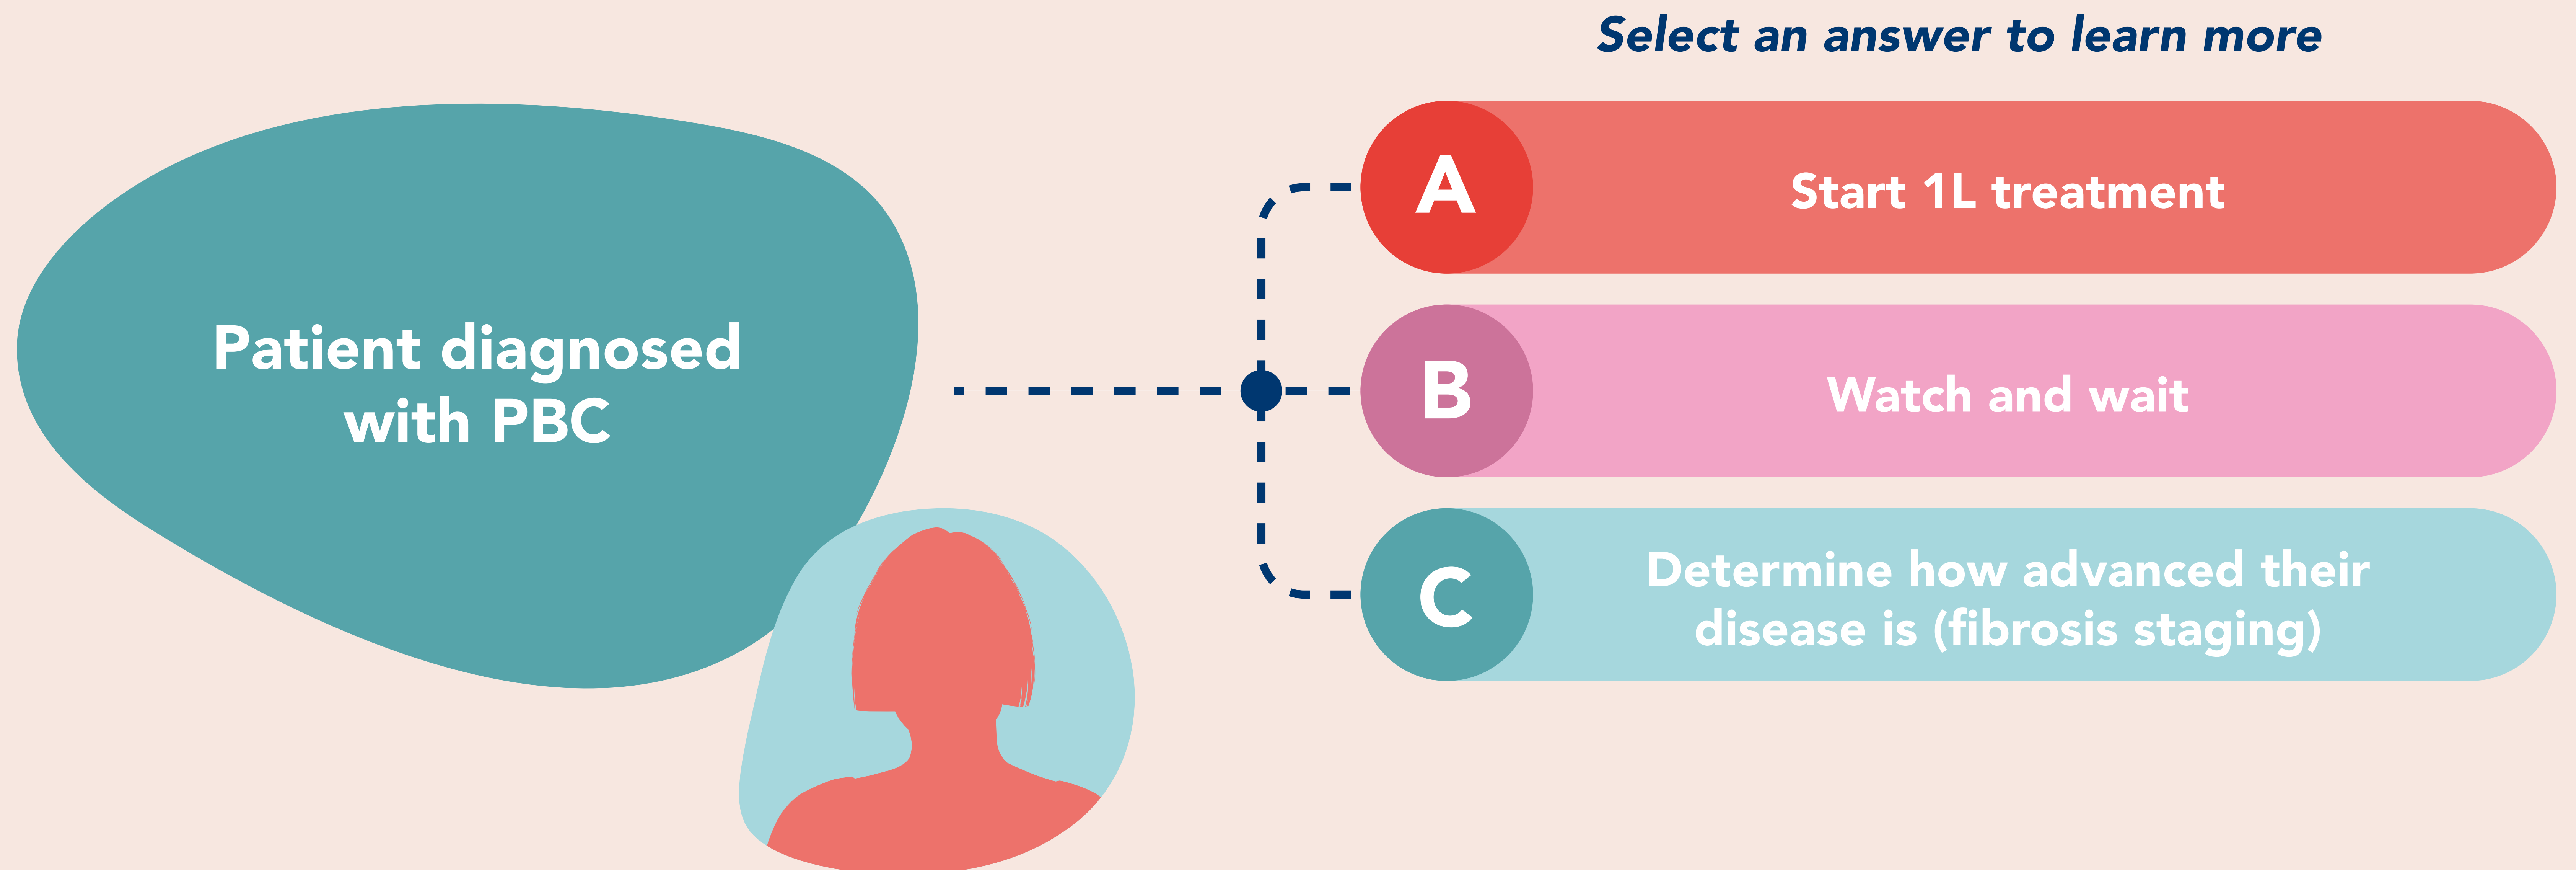 Select an answer to learn more
Patient diagnosed
with PBC
A
Start 1L treatment
B
Watch and wait
C
Determine how advanced their
disease is (fibrosis staging)